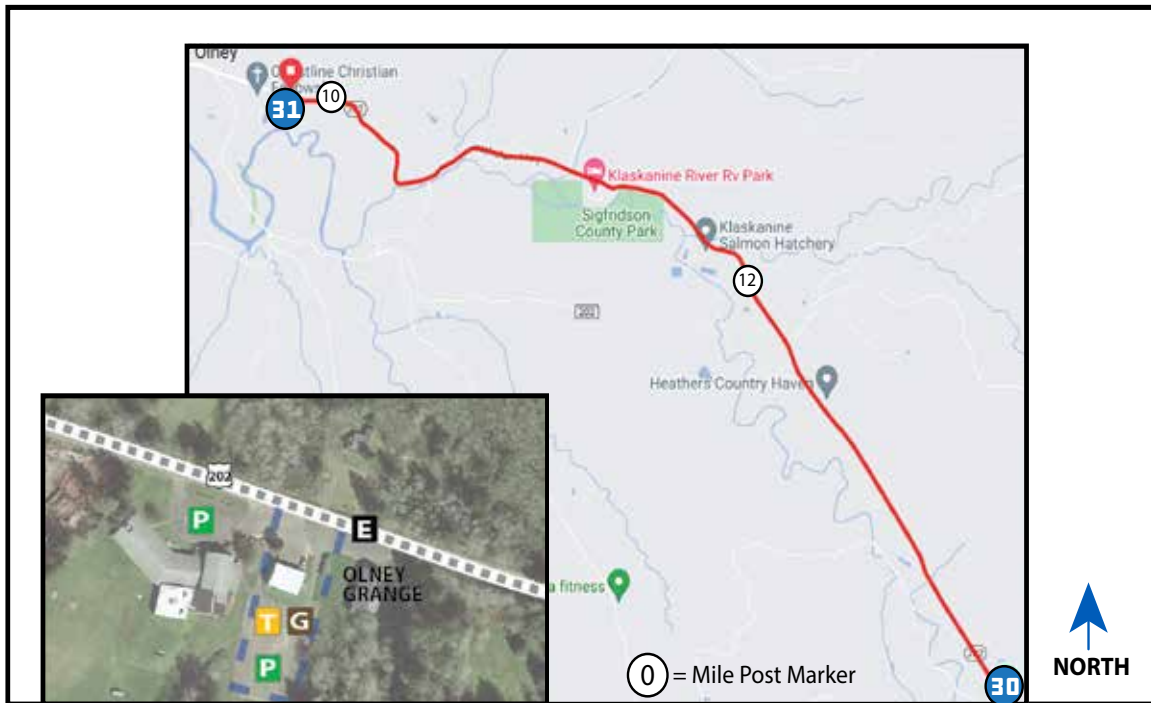 Olney
31
10
Klaskanine River Rv Park
Sigfridson
County Park
Klaskanine
Salmon Hatchery
12
202
Heathers Country Haven
202
P
E
OLNEY
GRANGE
T G
P
a fitness
0 = Mile Post Marker
30
NORTH